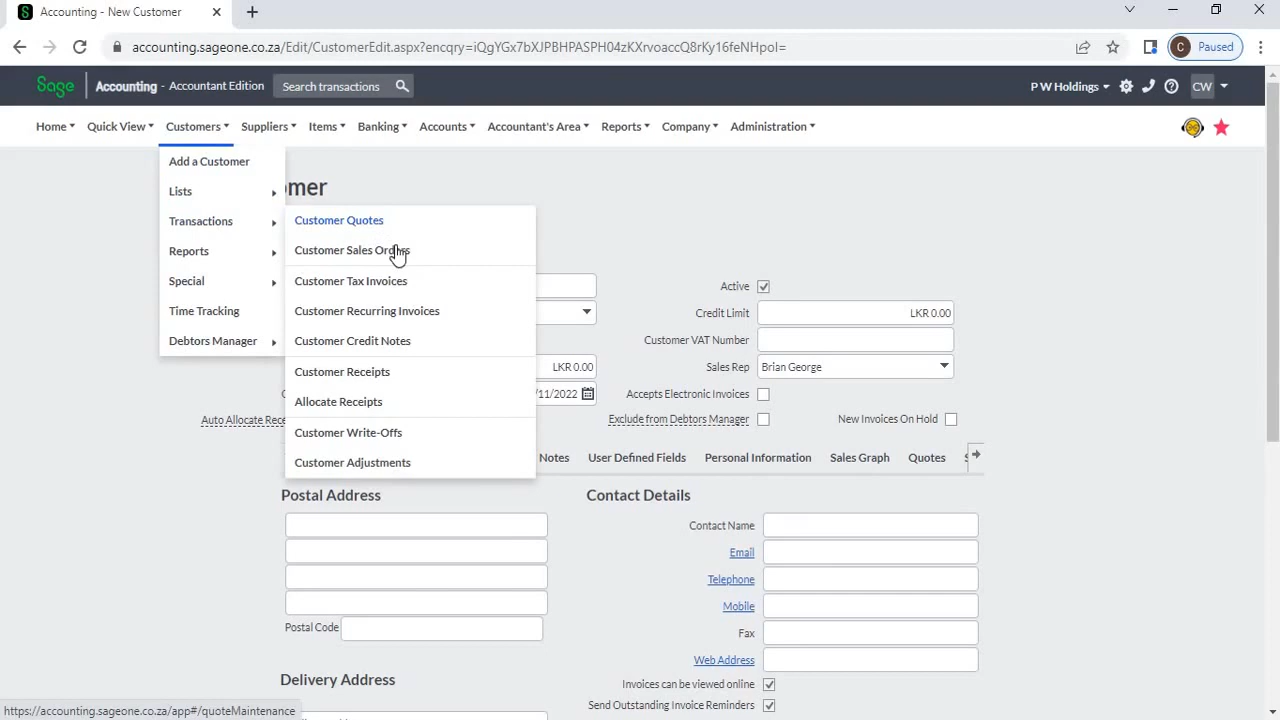 Accounting - New Customer
accounting.sageone.co.za/Edit/CustomerEdit.aspx?encqry=iQgYGx7bXJPBHPASPH04zKXrvoaccQ8rKy16feNHpoI=
C Paused
Sage Accounting - Accountant Edition Search transactions P W Holdings CW
Home Quick View Customers Suppliers Items Banking Accounts Accountant's Area Reports Company Administration
Add a Customer
omer
Lists
Transactions
Reports
Special
Time Tracking
Debtors Manager
Customer Quotes
Customer Sales Orders
Customer Tax Invoices
Customer Recurring Invoices
Customer Credit Notes
Customer Receipts
Allocate Receipts
Customer Write-Offs
Customer Adjustments
Active
Credit Limit LKR 0.00
Customer VAT Number
LKR 0.00 Sales Rep Brian George
/11/2022 Accepts Electronic Invoices
Auto Allocate Rece Exclude from Debtors Manager New Invoices On Hold
Notes User Defined Fields Personal Information Sales Graph Quotes
Postal Address Contact Details
Contact Name
Email
Telephone
Mobile
Postal Code Fax
Web Address
Delivery Address Invoices can be viewed online
Send Outstanding Invoice Reminders
https://accounting.sageone.co.za/app#/quoteMaintenance